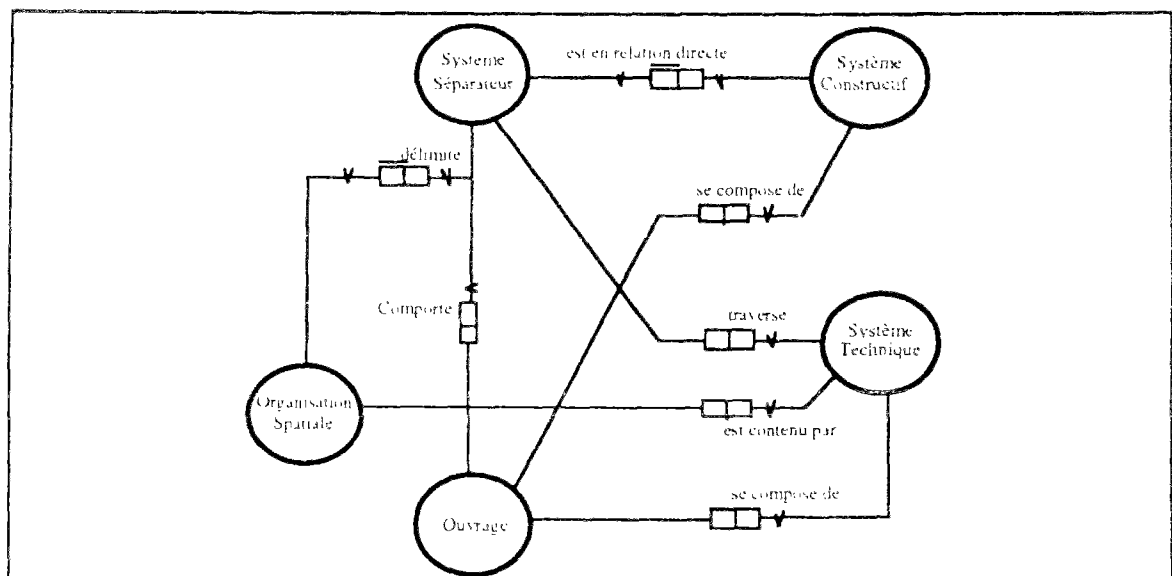 Système
Séparateur
est en relation directe
Système
Constructif
délimite
se compose de
Comporte
traverse
Système
Technique
Organisation
Spatiale
est contenu par
se compose de
Ouvrage